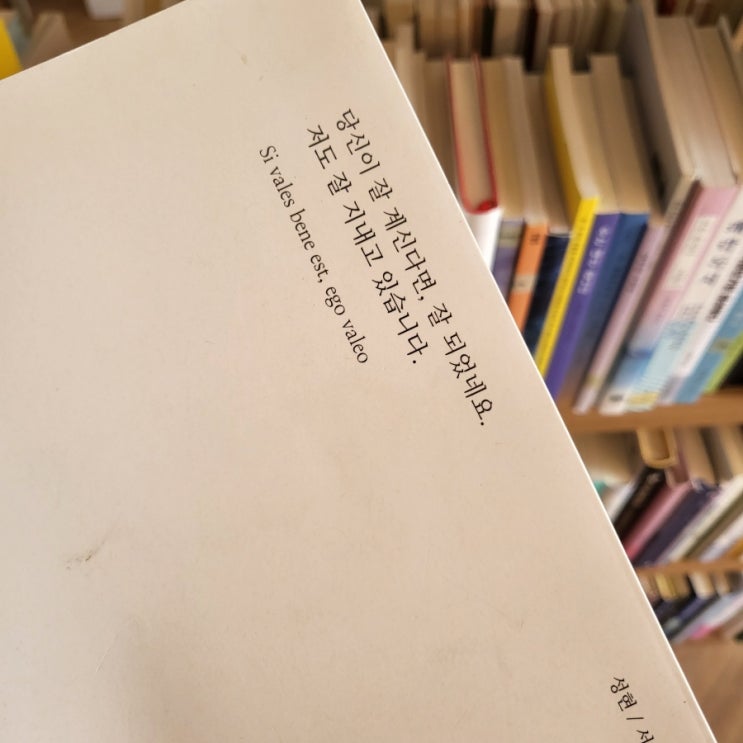 당신이 잘 계신다면, 잘 되었네요.
저도 잘 지내고 있습니다.
Si vales bene est, ego valeo
성현 / 서